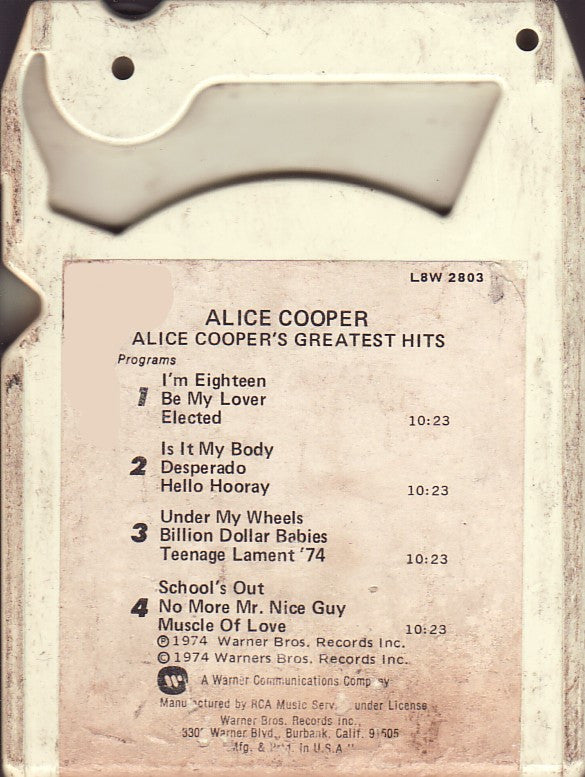 L8W 2803
ALICE COOPER
ALICE COOPER'S GREATEST HITS
Programs
1 I'm Eighteen
Be My Lover
Elected 10:23
2 Is It My Body
Desperado
Hello Hooray 10:23
3 Under My Wheels
Billion Dollar Babies
Teenage Lament '74 10:23
4 School's Out
No More Mr. Nice Guy
Muscle Of Love 10:23
℗1974 Warner Bros. Records Inc.
©1974 Warners Bros. Records Inc.
A Warner Communications
by RCA Music under License
Warner Bros. Records Inc.,
Warner Blvd., Burbank, Calif.
in U.S.A.